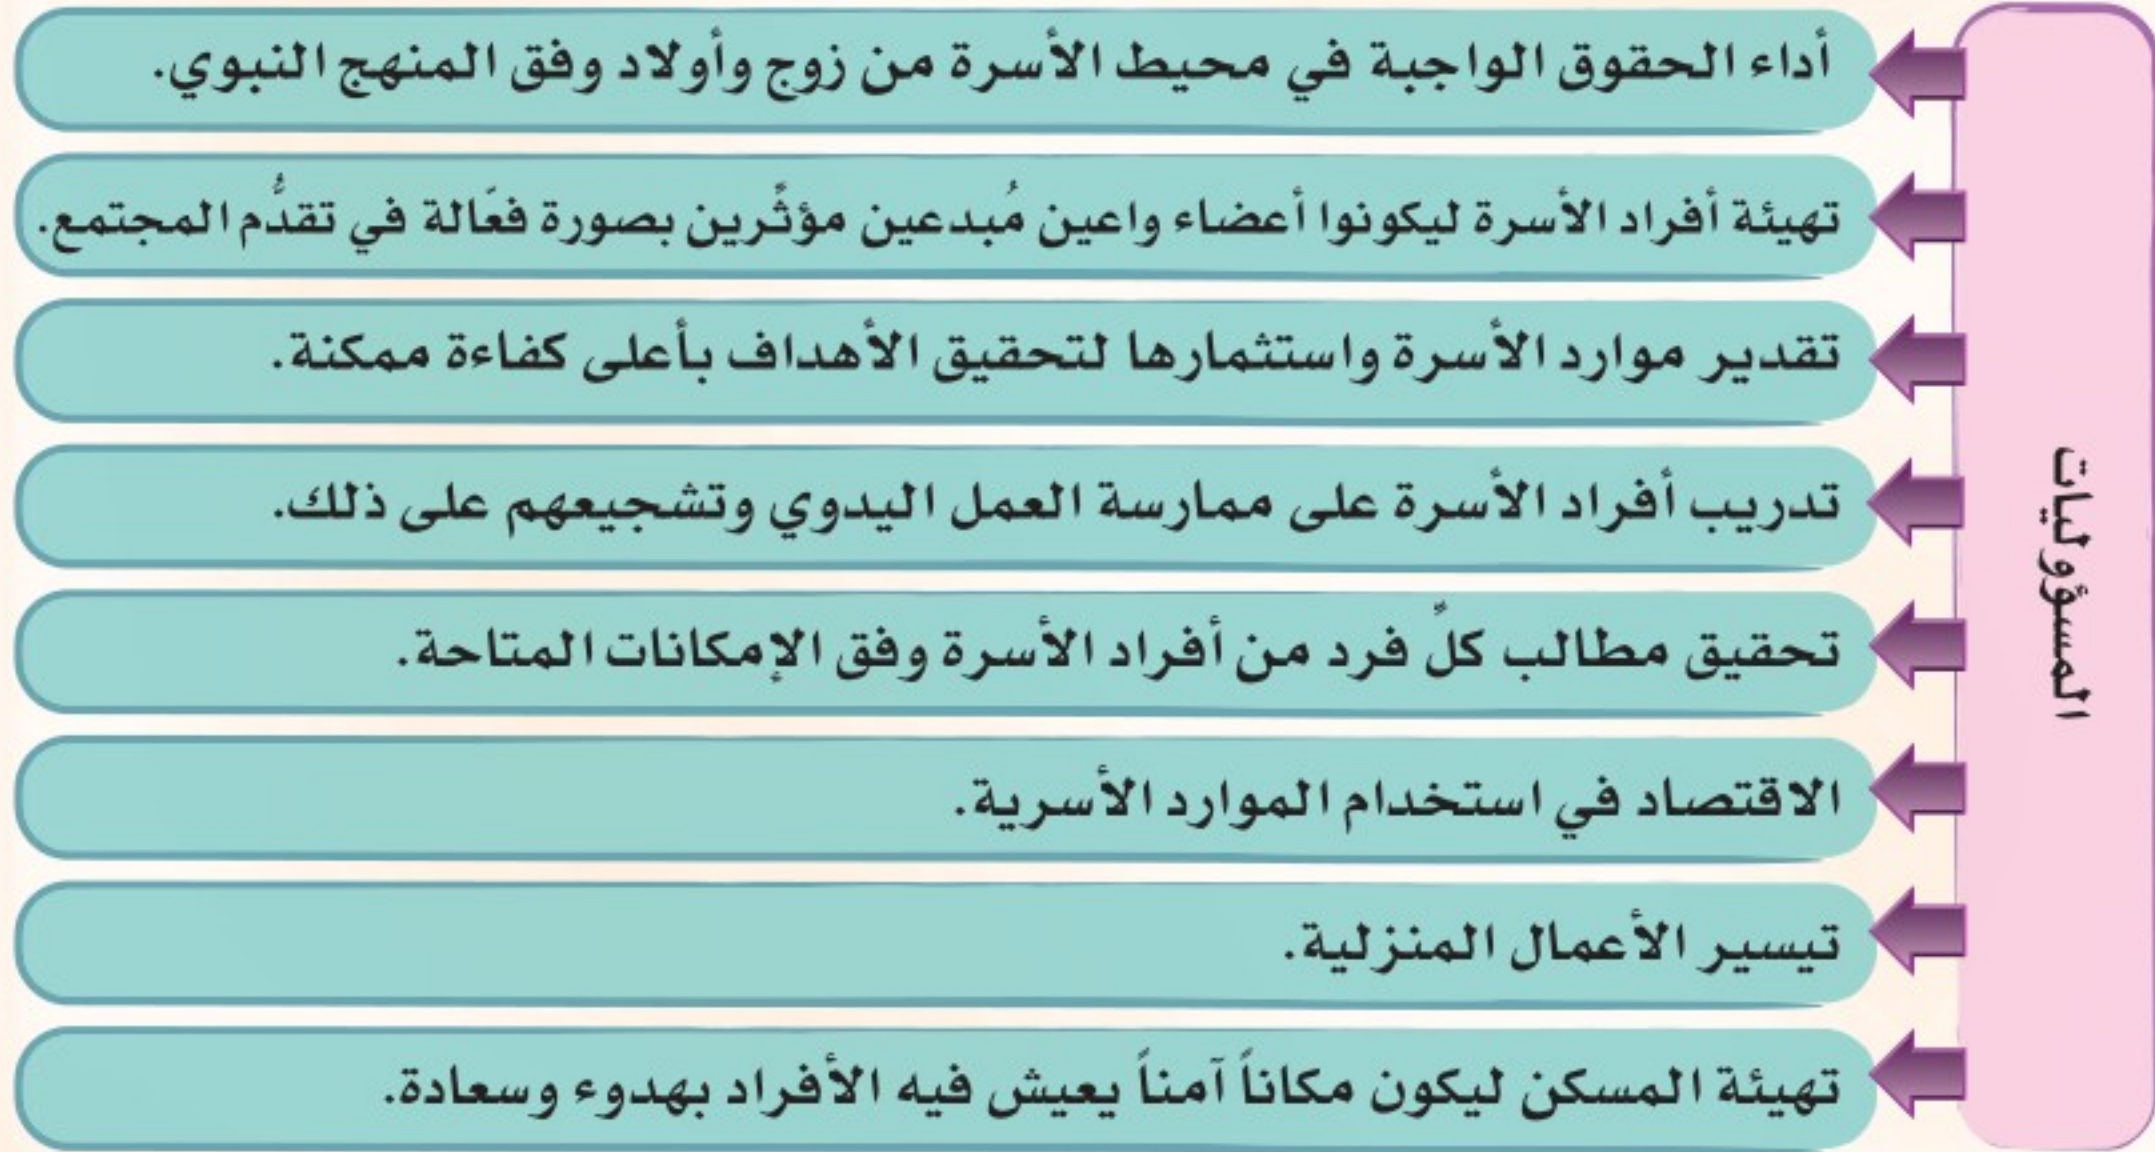 المسؤوليات
أداء الحقوق الواجبة في محيط الأسرة من زوج وأولاد وفق المنهج النبوي.
تهيئة أفراد الأسرة ليكونوا أعضاء واعين مُبدعين مؤثِّرين بصورة فعّالة في تقدُّم المجتمع.
تقدير موارد الأسرة واستثمارها لتحقيق الأهداف بأعلى كفاءة ممكنة.
تدريب أفراد الأسرة على ممارسة العمل اليدوي وتشجيعهم على ذلك.
تحقيق مطالب كلِّ فرد من أفراد الأسرة وفق الإمكانات المتاحة.
الاقتصاد في استخدام الموارد الأسرية.
تيسير الأعمال المنزلية.
تهيئة المسكن ليكون مكاناً آمناً يعيش فيه الأفراد بهدوء وسعادة.